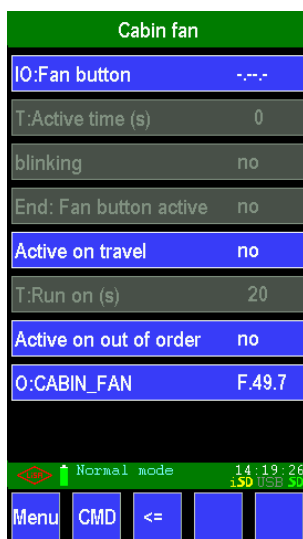 Cabin fan
IO:Fan button -.--.-
T:Active time (s) 0
blinking no
End: Fan button active no
Active on travel no
T:Run on (s) 20
Active on out of order no
O:CABIN_FAN F.49.7
Normal mode 14:19:26
iSD USB SD
Menu CMD <=